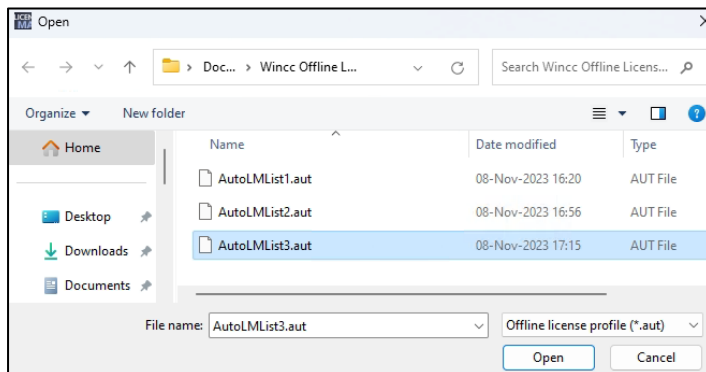 LICEN
MA
Open
Doc... > Wincc Offline L...
Search Wincc Offline Licens...
Organize
New folder
?
Home
Name
Date modified
Type
AutoLMList1.aut
08-Nov-2023 16:20
AUT File
Desktop
AutoLMList2.aut
08-Nov-2023 16:56
AUT File
Downloads
AutoLMList3.aut
08-Nov-2023 17:15
AUT File
Documents
File name:
AutoLMList3.aut
Offline license profile (*.aut)
Open
Cancel